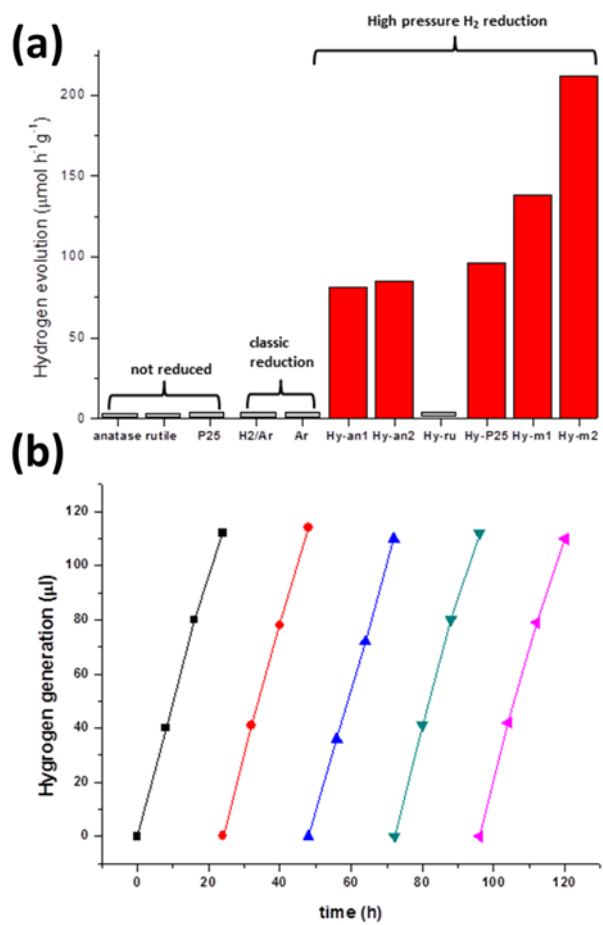 (a)
High pressure H₂ reduction
Hydrogen evolution (µmol h⁻¹g⁻¹)
200
150
100
50
0
not reduced
classic
reduction
anatase rutile P25 H2/Ar Ar Hy-an1 Hy-an2 Hy-ru Hy-P25 Hy-m1 Hy-m2
(b)
Hygrogen generation (µl)
120
100
80
60
40
20
0
0 20 40 60 80 100 120
time (h)